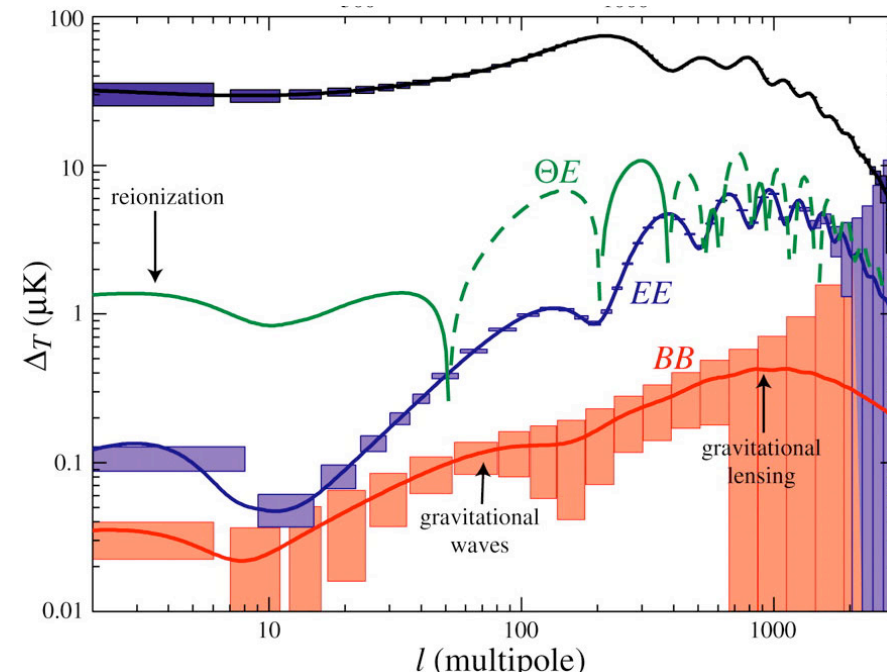 100
10
1
0.1
0.01
Δ_T (μK)
reionization
ΘE
EE
BB
gravitational
waves
gravitational
lensing
10
100
1000
l (multipole)